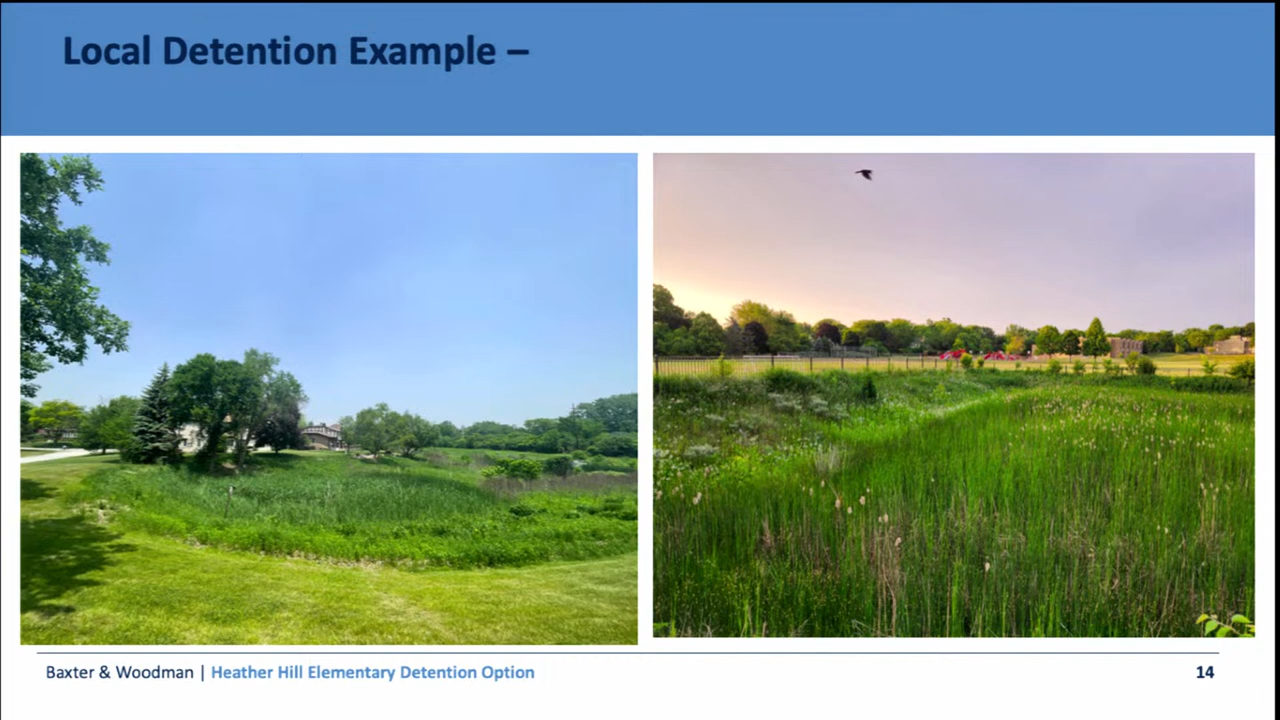 Local Detention Example –
Baxter & Woodman | Heather Hill Elementary Detention Option
14